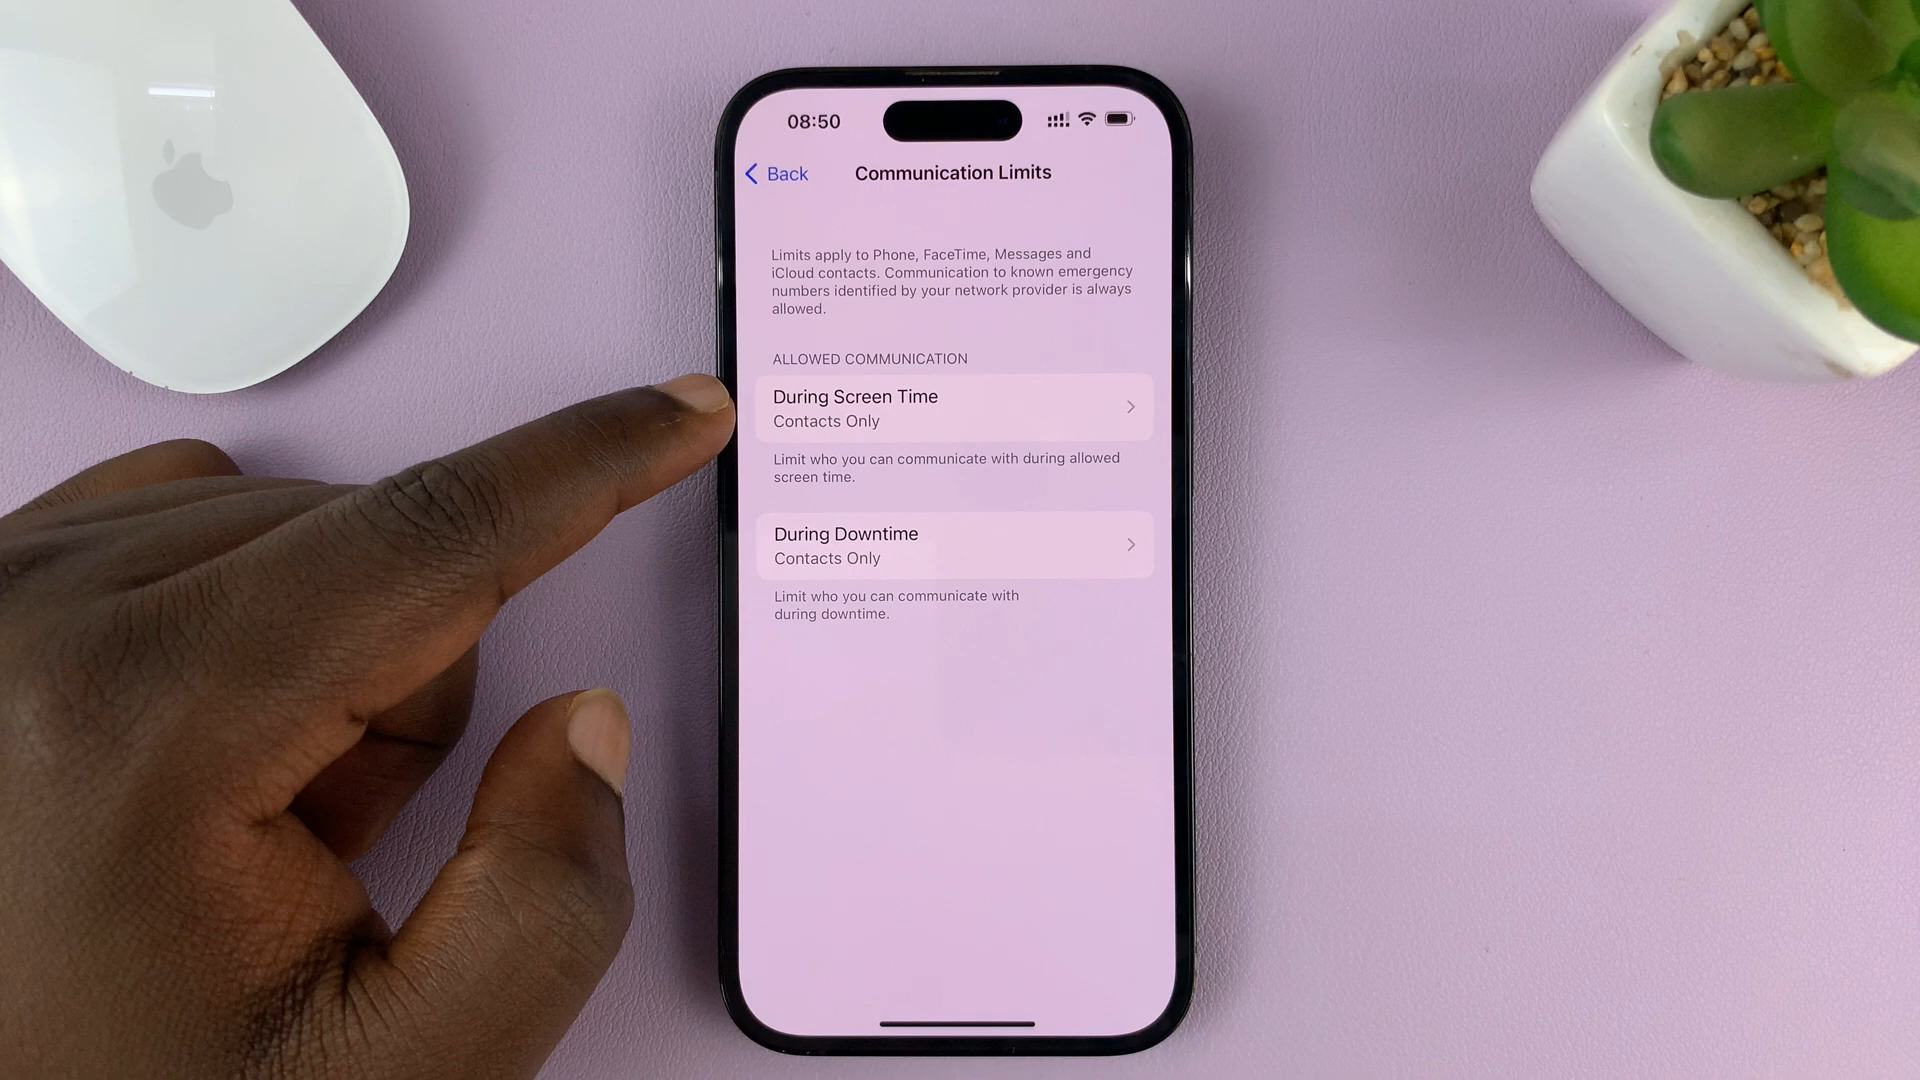 08:50
Back
Communication Limits
Limits apply to Phone, FaceTime, Messages and
iCloud contacts. Communication to known emergency
numbers identified by your network provider is always
allowed.
ALLOWED COMMUNICATION
During Screen Time
Contacts Only
Limit who you can communicate with during allowed
screen time.
During Downtime
Contacts Only
Limit who you can communicate with
during downtime.